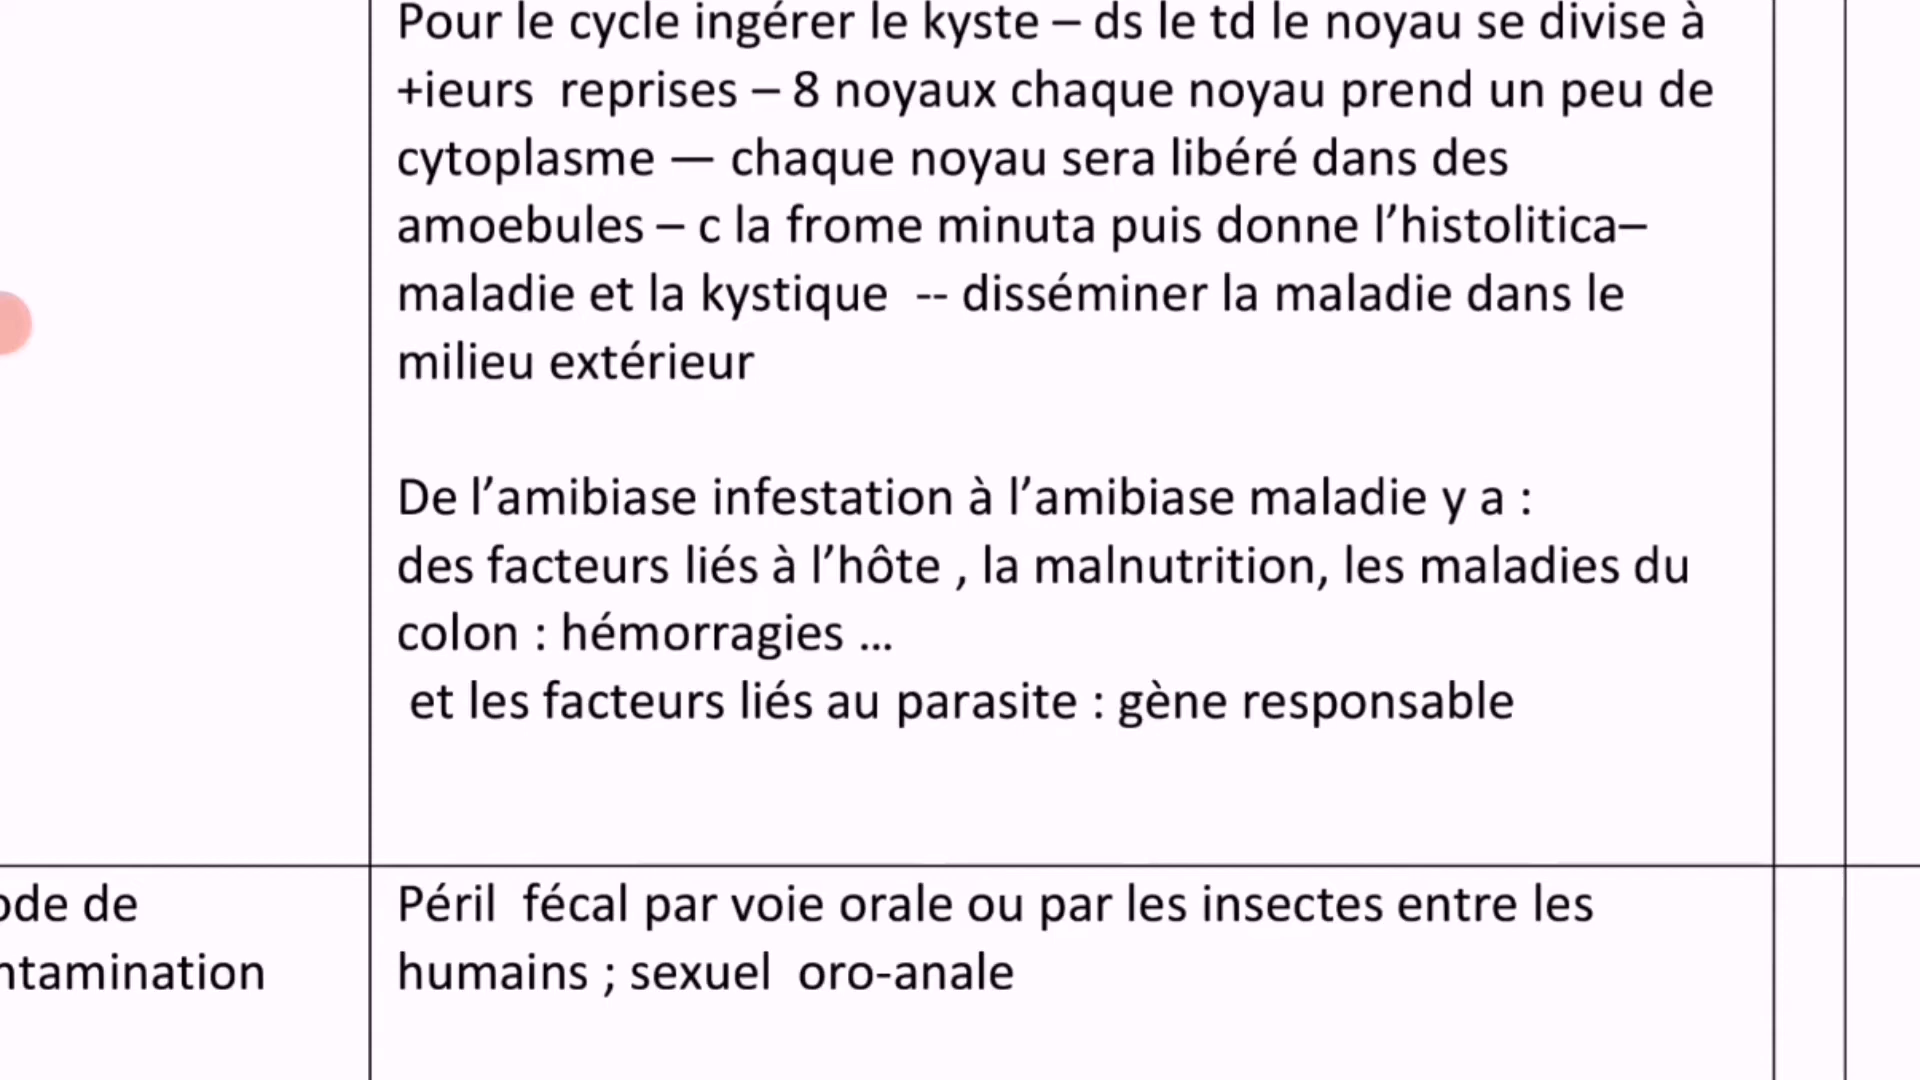 Pour le cycle ingérer le kyste – ds le td le noyau se divise à
+ieurs  reprises – 8 noyaux chaque noyau prend un peu de
cytoplasme — chaque noyau sera libéré dans des
amoebules – c la frome minuta puis donne l’histolitica–
maladie et la kystique  -- disséminer la maladie dans le
milieu extérieur
De l’amibiase infestation à l’amibiase maladie y a :
des facteurs liés à l’hôte , la malnutrition, les maladies du
colon : hémorragies ...
et les facteurs liés au parasite : gène responsable
ode de
ntamination
Péril  fécal par voie orale ou par les insectes entre les
humains ; sexuel  oro-anale